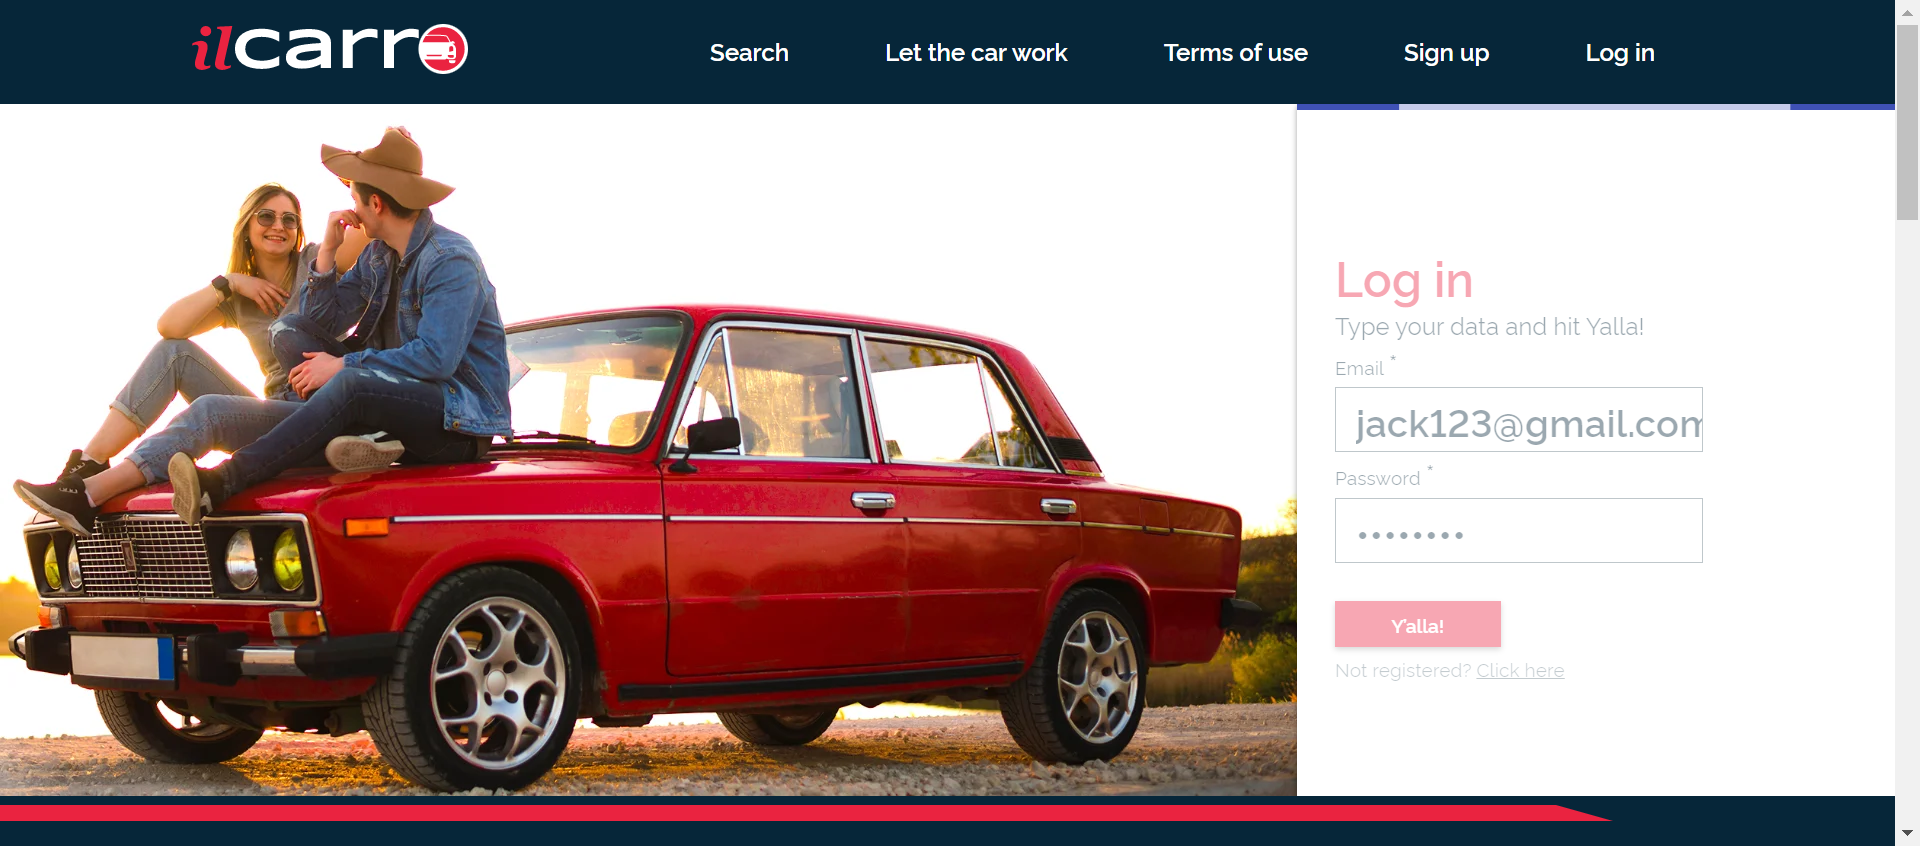 ilcarro
Search
Let the car work
Terms of use
Sign up
Log in
Log in
Type your data and hit Yalla!
Email *
jack123@gmail.com
Password *
••••••••
Y'alla!
Not registered? Click here